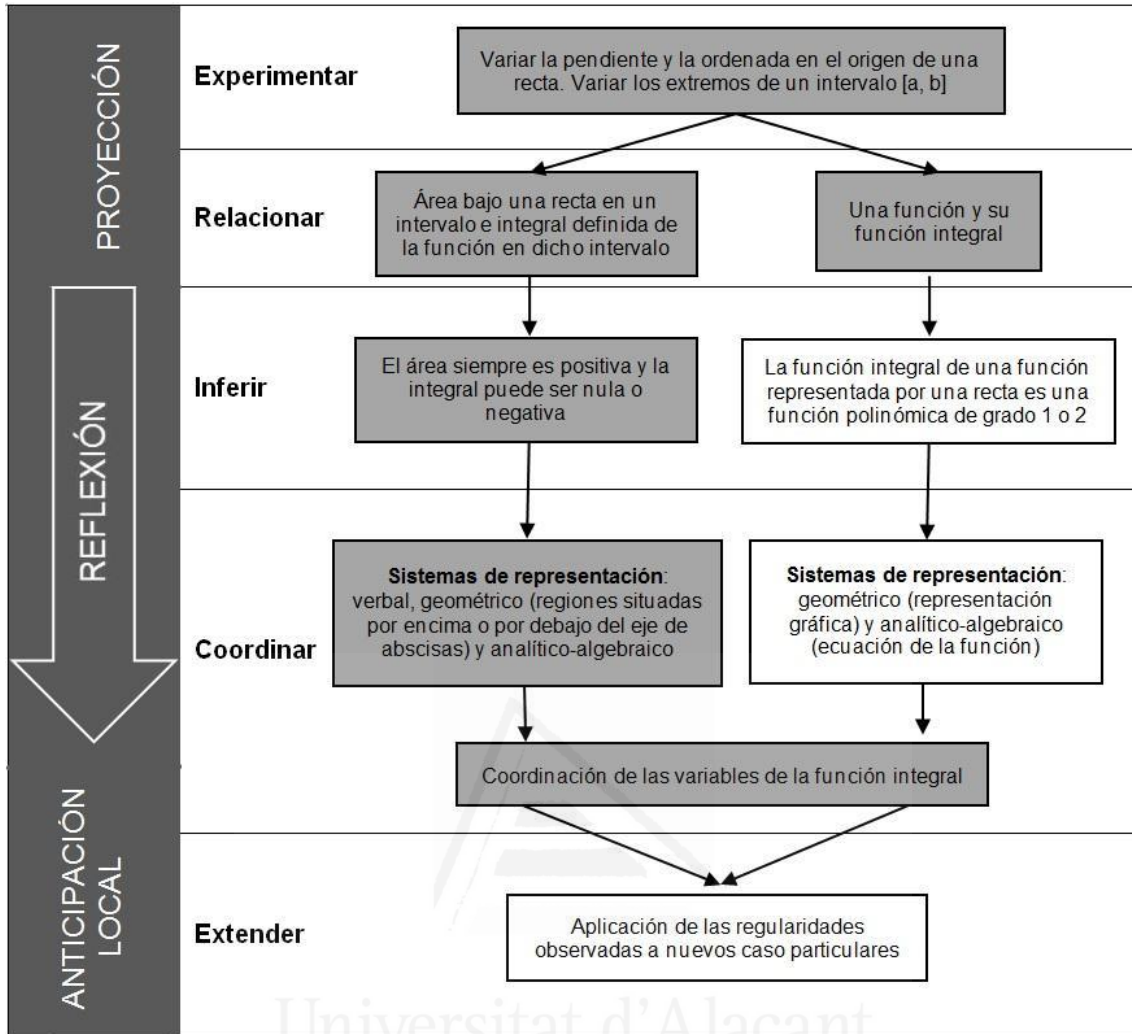 PROYECCIÓN
Experimentar
Variar la pendiente y la ordenada en el origen de una
recta. Variar los extremos de un intervalo [a, b]
Relacionar
Área bajo una recta en un
intervalo e integral definida de
la función en dicho intervalo
Una función y su
función integral
REFLEXIÓN
Inferir
El área siempre es positiva y la
integral puede ser nula o
negativa
La función integral de una función
representada por una recta es una
función polinómica de grado 1 o 2
Coordinar
Sistemas de representación:
verbal, geométrico (regiones situadas
por encima o por debajo del eje de
abscisas) y analítico-algebraico
Sistemas de representación:
geométrico (representación
gráfica) y analítico-algebraico
(ecuación de la función)
Coordinación de las variables de la función integral
ANTICIPACIÓN
LOCAL
Extender
Aplicación de las regularidades
observadas a nuevos caso particulares
Universitat d'Alacant